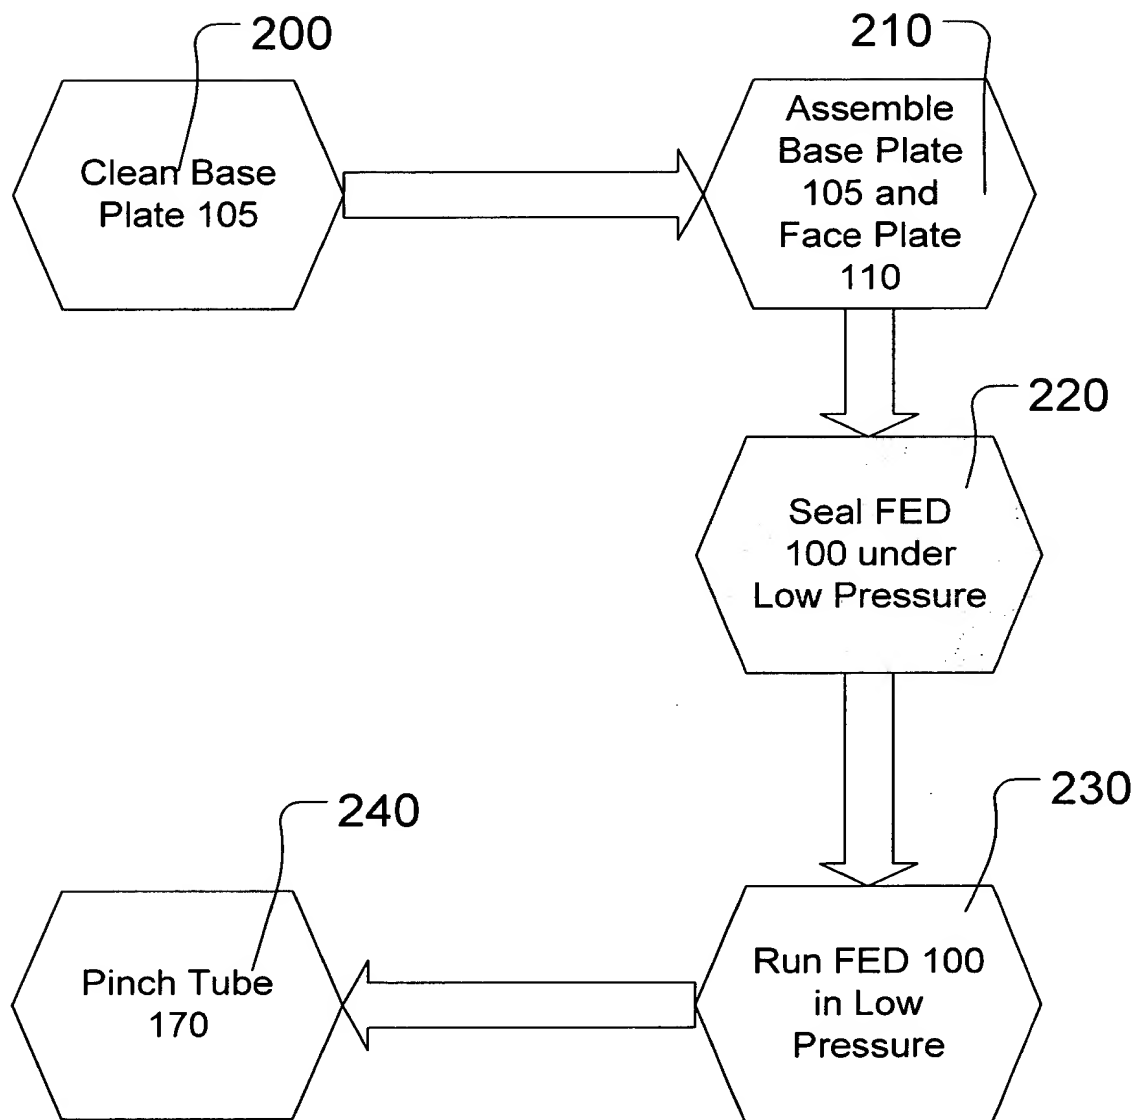 200
Clean Base
Plate 105
210
Assemble
Base Plate
105 and
Face Plate
110
220
Seal FED
100 under
Low Pressure
230
Run FED 100
in Low
Pressure
240
Pinch Tube
170